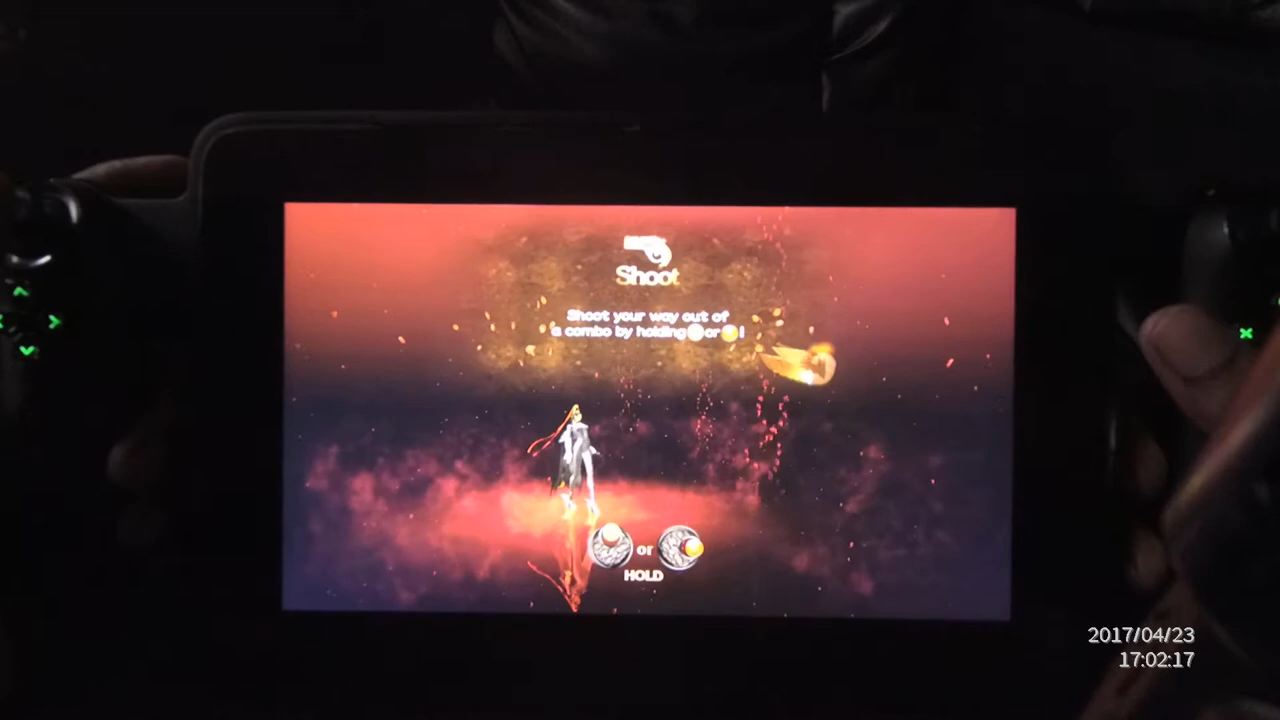 Shoot
Shoot your way out of
a combo by holding or !
or
HOLD
2017/04/23
17:02:17